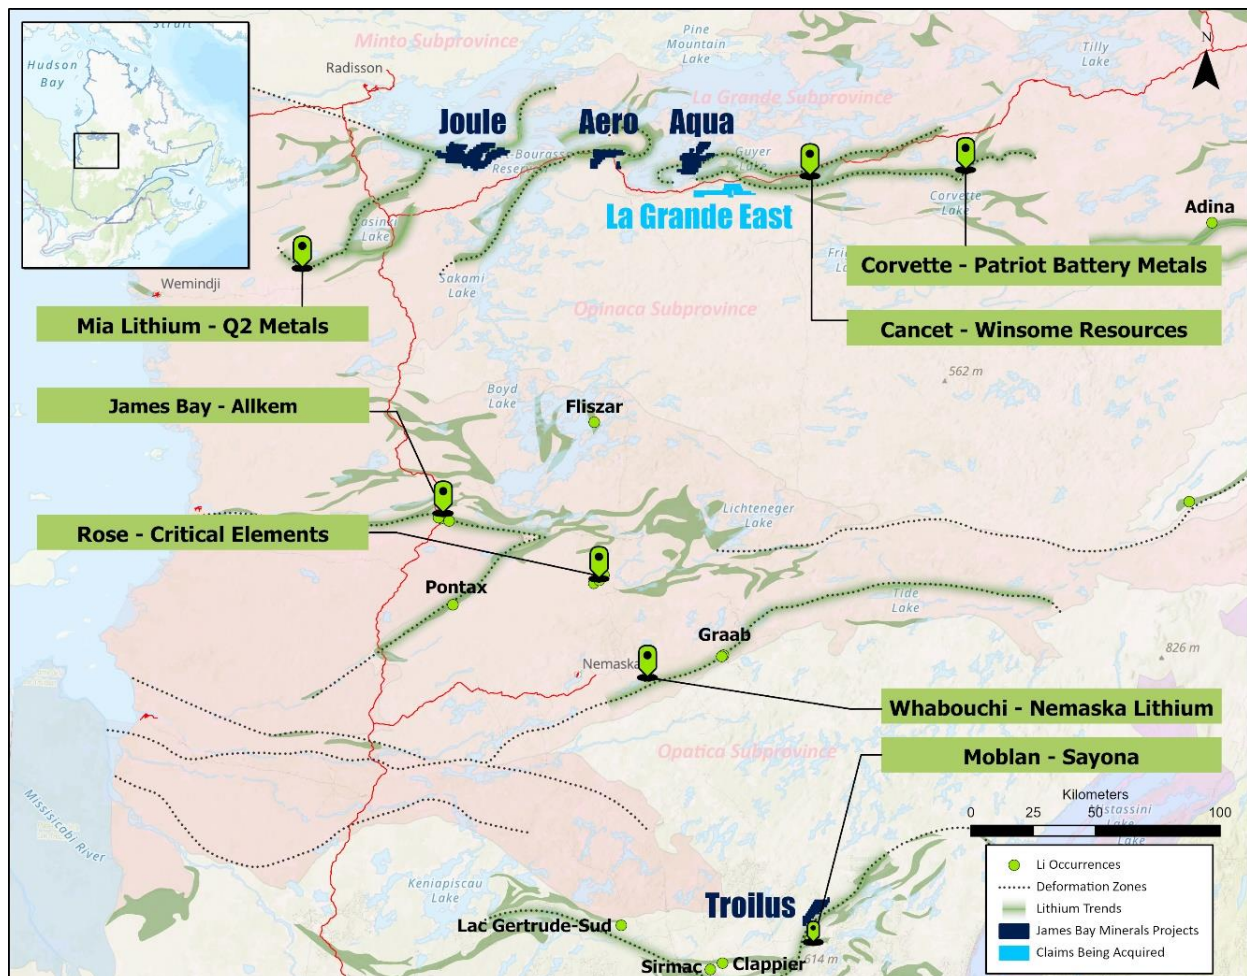 Strait
Minto Subprovince
Pine
Mountain
Lake
Tilly
Lake
N
Hudson
Bay
Radisson
La Grande Subprovince
Joule
Aero
Aqua
Guyer
La Grande East
Corvette
Lake
Adina
Wemindji
Sakami
Lake
Corvette - Patriot Battery Metals
Opinaca Subprovince
Mia Lithium - Q2 Metals
Cancet - Winsome Resources
562 m
Boyd
Lake
James Bay - Allkem
Fliszar
Lichteneger
Lake
Rose - Critical Elements
Pontax
Tide
Lake
Graab
Nemaska
826 m
Whabouchi - Nemaska Lithium
Opatica Subprovince
Moblan - Sayona
Missisicabi River
Kilometers
0 25 50 100
Mistassini
Lake
Li Occurrences
Deformation Zones
Lithium Trends
James Bay Minerals Projects
Claims Being Acquired
Keniapiscau
Lake
Troilus
Lac Gertrude-Sud
Sirmac
Clappier
614 m